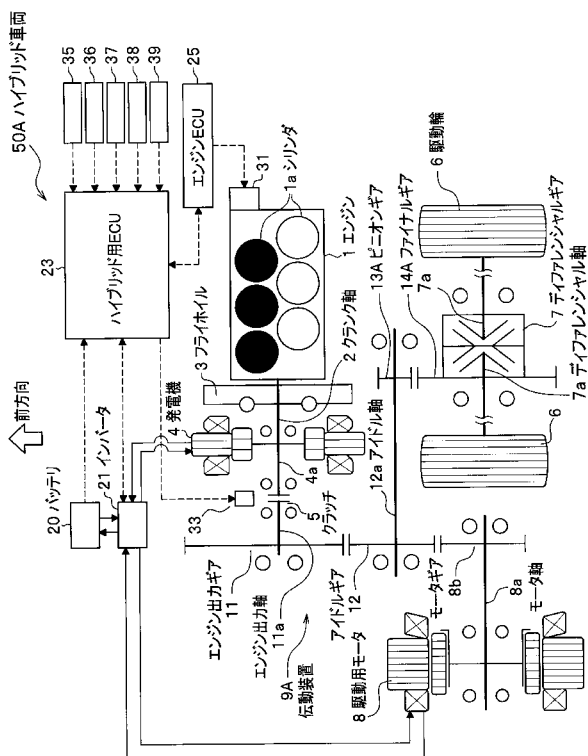 50A ハイブリッド車両
前方向
35
36
37
38
39
23
ハイブリッド用ECU
25
エンジンECU
31
20 バッテリ
21 インバータ
33
4 発電機
4a
5
クラッチ
3 フライホイル
2 クランク軸
1 エンジン
1a シリンダ
エンジン出力ギア
11
エンジン出力軸
11a
9A
伝動装置
アイドルギア
12
12a アイドル軸
13A ピニオンギア
14A ファイナルギア
7a
6 駆動輪
7 ディファレンシャルギア
7a ディファレンシャル軸
6
8 駆動用モータ
モータギア
8b
8a
モータ軸